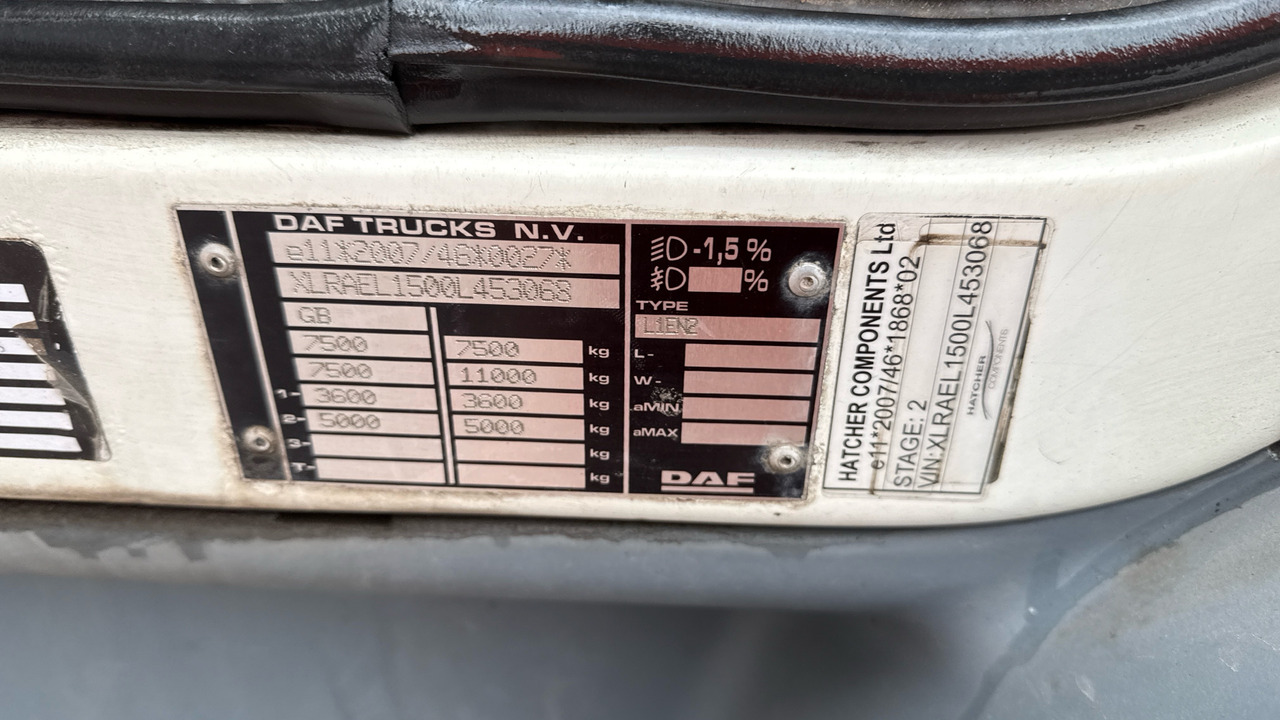 DAF TRUCKS N.V.
e11*2007/46*0027*
XLRAEL1500L453068
GB
7500 7500 kg
7500 11000 kg
1- 3600 3600 kg
2- 5000 5000 kg
3- kg
T- kg
-1,5 %
%
TYPE
L1EN2
L-
W-
aMIN
aMAX
DAF
HATCHER COMPONENTS Ltd
e11*2007/46*1868*02
STAGE: 2
VIN:XLRAEL1500L453068
HATCHER
COMPONENTS